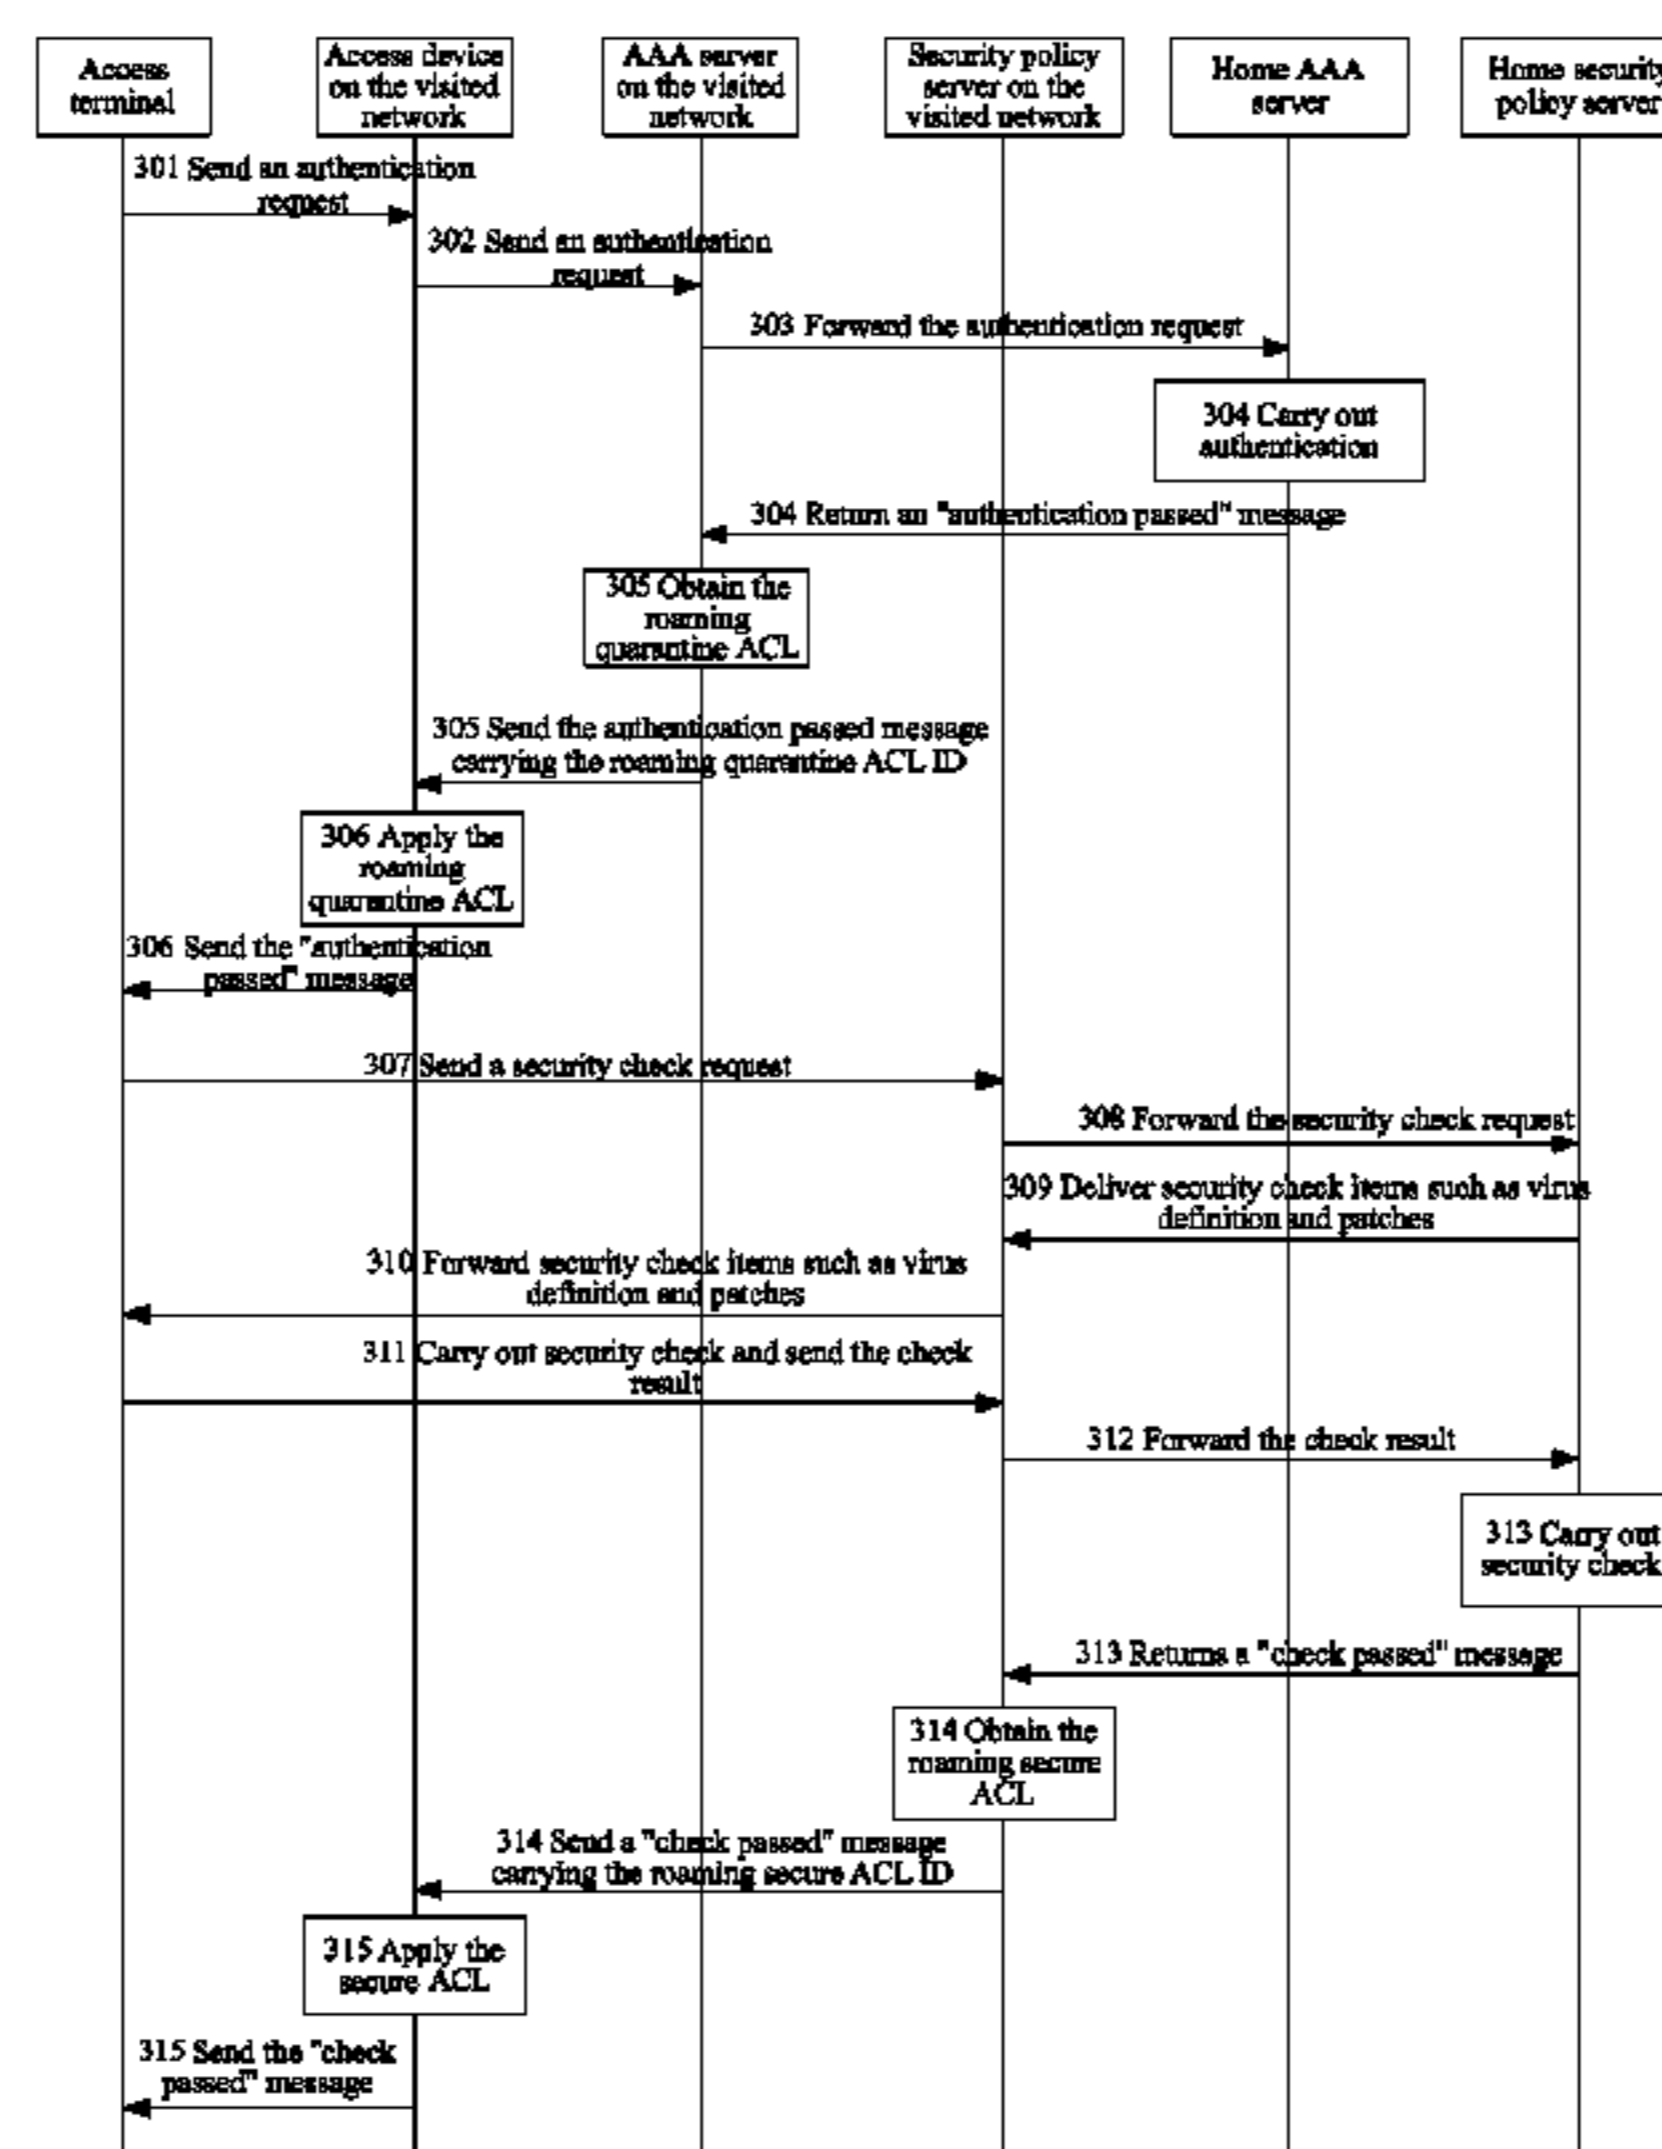 Access
terminal
Access device
on the visited
network
AAA server
on the visited
network
Security policy
server on the
visited network
Home AAA
server
Home security
policy server
301 Send an authentication
request
302 Send an authentication
request
303 Forward the authentication request
304 Carry out
authentication
304 Return an "authentication passed" message
305 Obtain the
roaming
quarantine ACL
305 Send the authentication passed message
carrying the roaming quarantine ACL ID
306 Apply the
roaming
quarantine ACL
306 Send the "authentication
passed" message
307 Send a security check request
308 Forward the security check request
309 Deliver security check items such as virus
definition and patches
310 Forward security check items such as virus
definition and patches
311 Carry out security check and send the check
result
312 Forward the check result
313 Carry out
security check
313 Returns a "check passed" message
314 Obtain the
roaming secure
ACL
314 Send a "check passed" message
carrying the roaming secure ACL ID
315 Apply the
secure ACL
315 Send the "check
passed" message